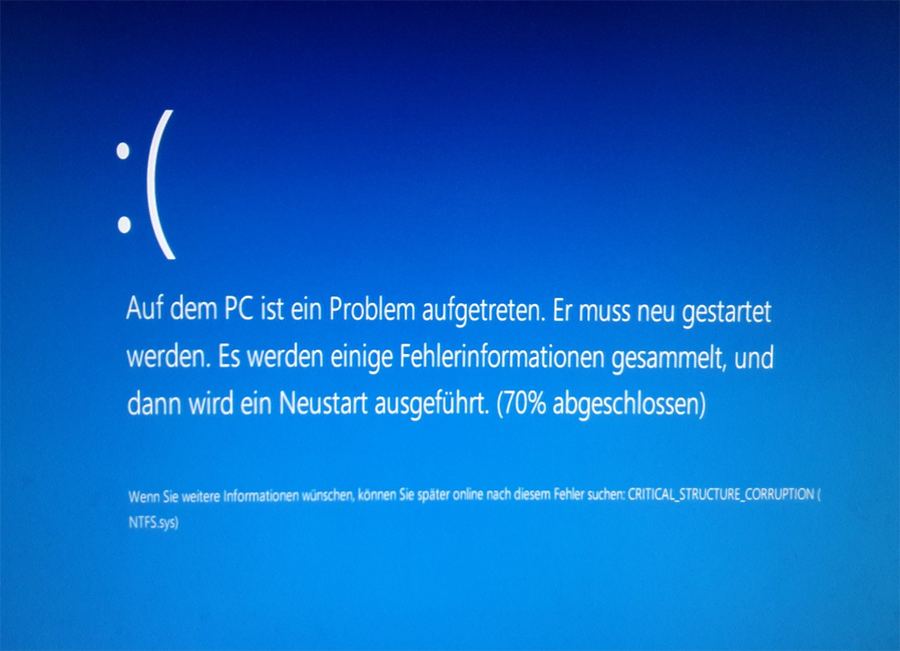 :(
Auf dem PC ist ein Problem aufgetreten. Er muss neu gestartet
werden. Es werden einige Fehlerinformationen gesammelt, und
dann wird ein Neustart ausgeführt. (70% abgeschlossen)
Wenn Sie weitere Informationen wünschen, können Sie später online nach diesem Fehler suchen: CRITICAL_STRUCTURE_CORRUPTION (
NTFS.sys)